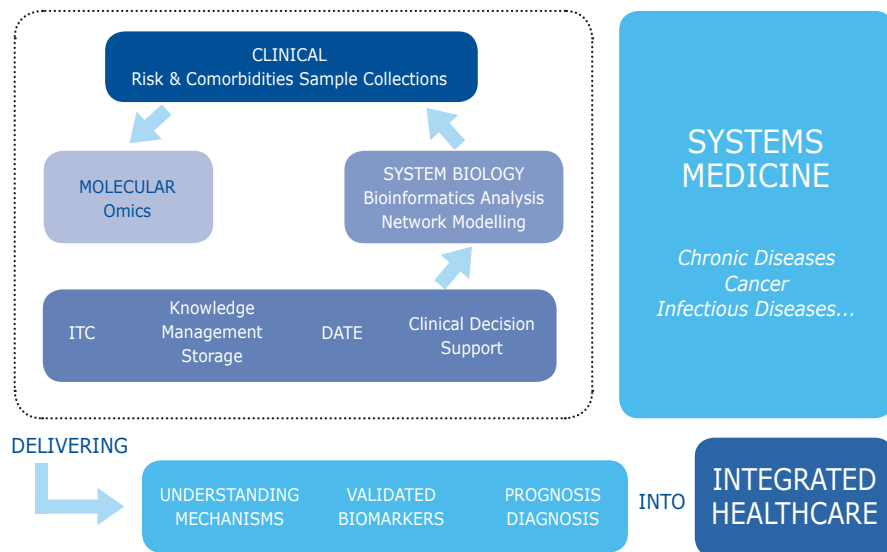 CLINICAL
Risk & Comorbidities Sample Collections
MOLECULAR
Omics
SYSTEM BIOLOGY
Bioinformatics Analysis
Network Modelling
ITC
Knowledge
Management
Storage
DATE
Clinical Decision
Support
SYSTEMS
MEDICINE
Chronic Diseases
Cancer
Infectious Diseases...
DELIVERING
UNDERSTANDING
MECHANISMS
VALIDATED
BIOMARKERS
PROGNOSIS
DIAGNOSIS
INTO
INTEGRATED
HEALTHCARE